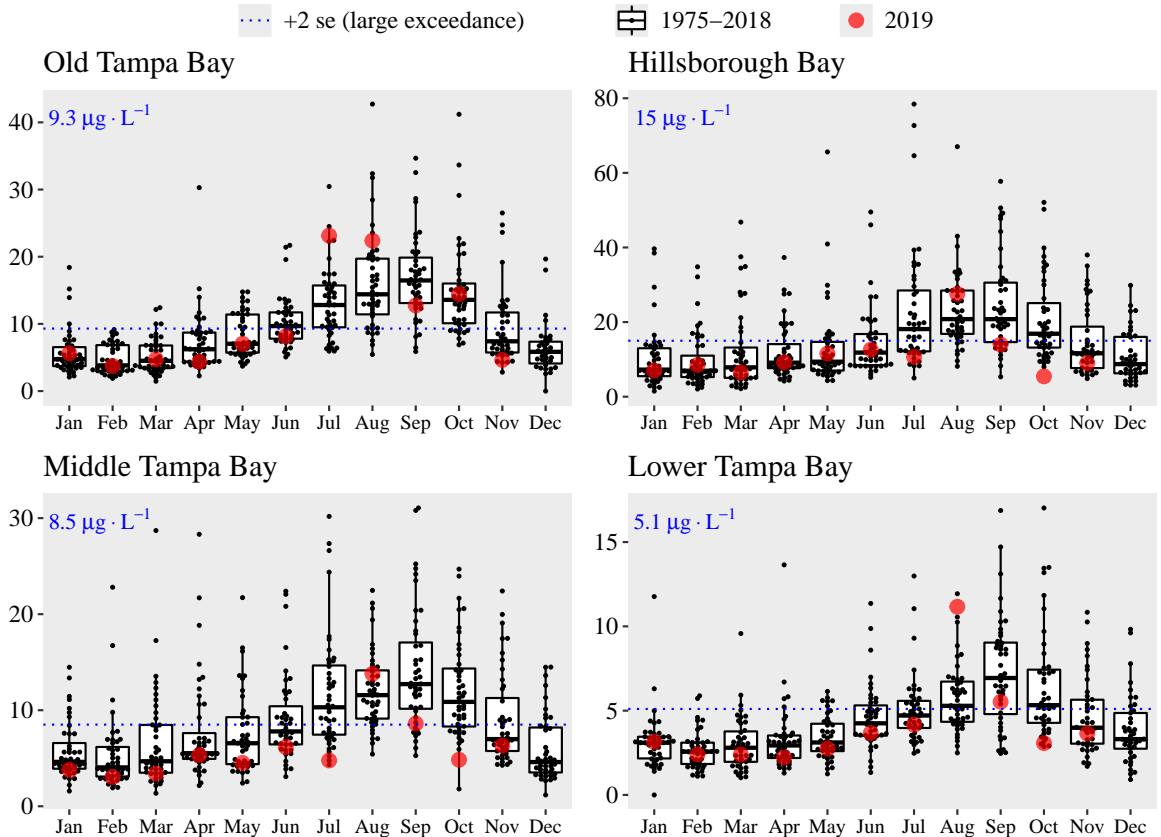 +2 se (large exceedance) 1975–2018 2019
Old Tampa Bay
9.3 μg · L⁻¹
40
30
20
10
0
Jan Feb Mar Apr May Jun Jul Aug Sep Oct Nov Dec
Hillsborough Bay
15 μg · L⁻¹
80
60
40
20
0
Jan Feb Mar Apr May Jun Jul Aug Sep Oct Nov Dec
Middle Tampa Bay
8.5 μg · L⁻¹
30
20
10
0
Jan Feb Mar Apr May Jun Jul Aug Sep Oct Nov Dec
Lower Tampa Bay
5.1 μg · L⁻¹
15
10
5
0
Jan Feb Mar Apr May Jun Jul Aug Sep Oct Nov Dec